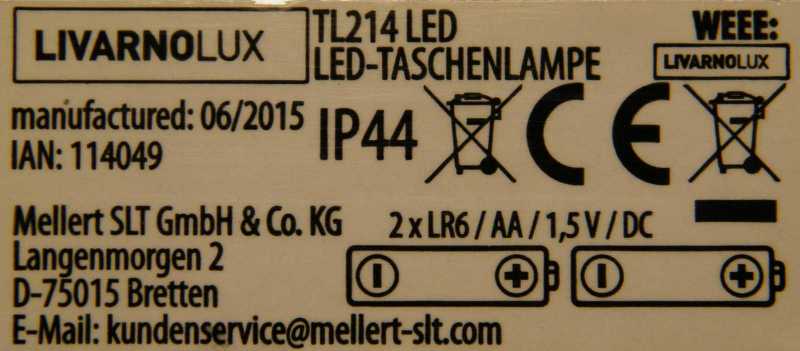 LIVARNOLUX
TL214 LED
LED-TASCHENLAMPE
WEEE:
LIVARNOLUX
manufactured: 06/2015
IAN: 114049
IP44
CE
Mellert SLT GmbH & Co. KG
Langenmorgen 2
D-75015 Bretten
E-Mail: kundenservice@mellert-slt.com
2 x LR6 / AA / 1,5 V / DC